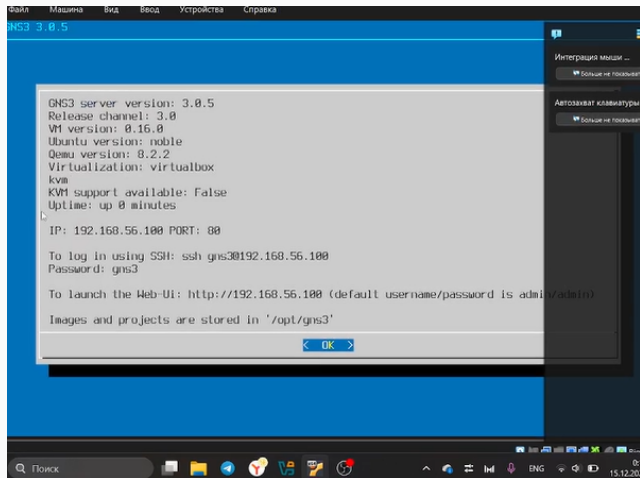 Файл Машина Вид Ввод Устройства Справка
GNS3 3.0.5
Интеграция мыши ...
Больше не показыват
Автозахват клавиатуры
Больше не показыват
GNS3 server version: 3.0.5
Release channel: 3.0
VM version: 0.16.0
Ubuntu version: noble
Qemu version: 8.2.2
Virtualization: virtualbox
kvm
KVM support available: False
Uptime: up 0 minutes
IP: 192.168.56.100 PORT: 80
To log in using SSH: ssh gns3@192.168.56.100
Password: gns3
To launch the Web-Ui: http://192.168.56.100 (default username/password is admin/admin)
Images and projects are stored in '/opt/gns3'
< OK >
Поиск
ENG
0:
15.12.20